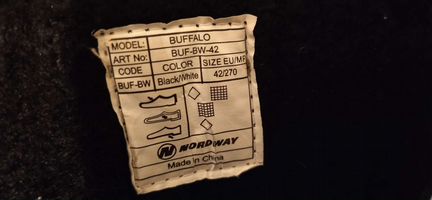 MODEL: BUFFALO
ART No: BUF-BW-42
CODE COLOR SIZE EU/MP
BUF-BW Black/White 42/270
NORDWAY
Made in China